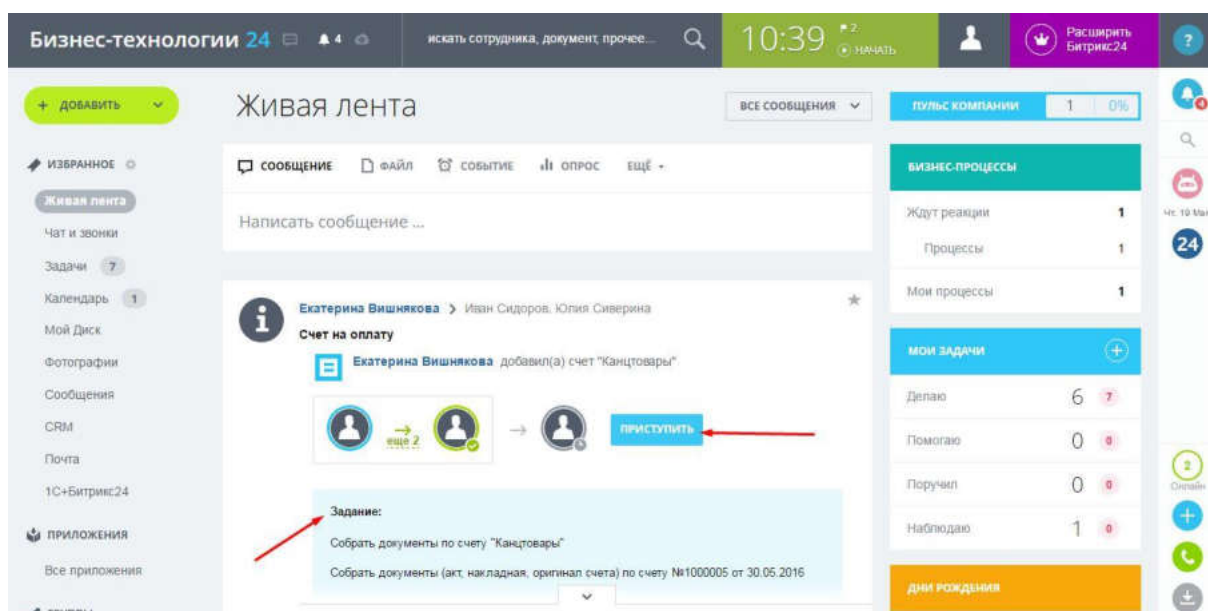 Бизнес-технологии 24
4
искать сотрудника, документ, прочее...
10:39
2
НАЧАТЬ
Расширить
Битрикс24
?
+ ДОБАВИТЬ
Живая лента
ВСЕ СООБЩЕНИЯ
ПУЛЬС КОМПАНИИ 1 0%
4
ИЗБРАННОЕ
СООБЩЕНИЕ ФАЙЛ СОБЫТИЕ ОПРОС ЕЩЁ
БИЗНЕС-ПРОЦЕССЫ
Живая лента
Написать сообщение ...
Ждут реакции 1
Чат и звонки
24
Процессы 1
Задачи 7
Календарь 1
Екатерина Вишнякова > Иван Сидоров, Юлия Сиверина
Мои процессы 1
Мой Диск
Счет на оплату
Екатерина Вишнякова добавил(а) счет "Канцтовары"
МОИ ЗАДАЧИ
Фотографии
Сообщения
Делаю 6 7
CRM
еще 2
ПРИСТУПИТЬ
Помогаю 0 0
Почта
2
Онлайн
1С+Битрикс24
Поручил 0 0
Задание:
ПРИЛОЖЕНИЯ
Наблюдаю 1 0
Собрать документы по счету "Канцтовары"
Все приложения
Собрать документы (акт, накладная, оригинал счета) по счету №1000005 от 30.05.2016
ДНИ РОЖДЕНИЯ